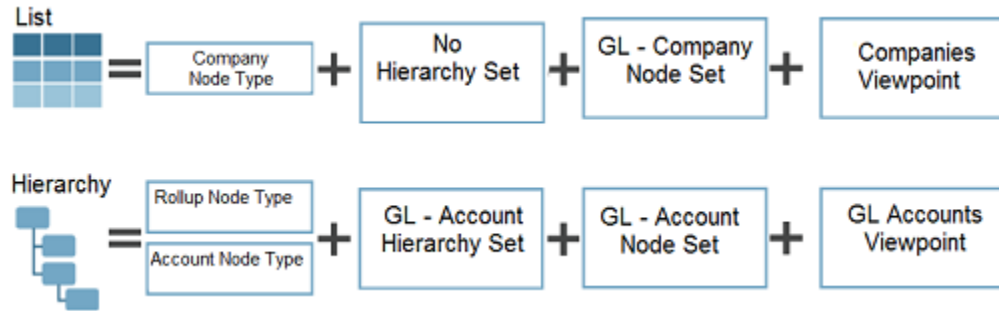 List
=
Company
Node Type
+
No
Hierarchy Set
+
GL - Company
Node Set
+
Companies
Viewpoint
Hierarchy
=
Rollup Node Type
Account Node Type
+
GL - Account
Hierarchy Set
+
GL - Account
Node Set
+
GL Accounts
Viewpoint